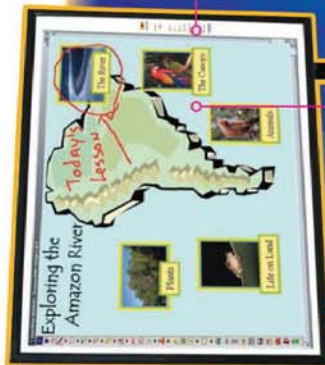 Exploring the
Amazon River
Today's
Lesson
The River
The Canopy
Animals
Plants
Life on Land